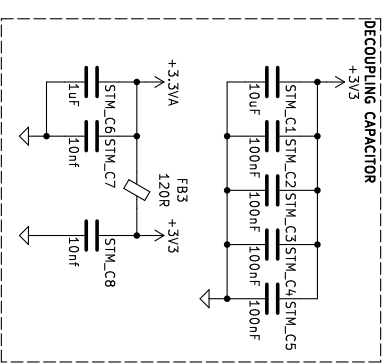 DECOUPLING CAPACITOR
+3V3
STM_C1
10uF
STM_C2
100nF
STM_C3
100nF
STM_C4
100nF
STM_C5
100nF
+3.3VA
FB3
120R
+3V3
STM_C6
1uF
STM_C7
10nf
STM_C8
10nf